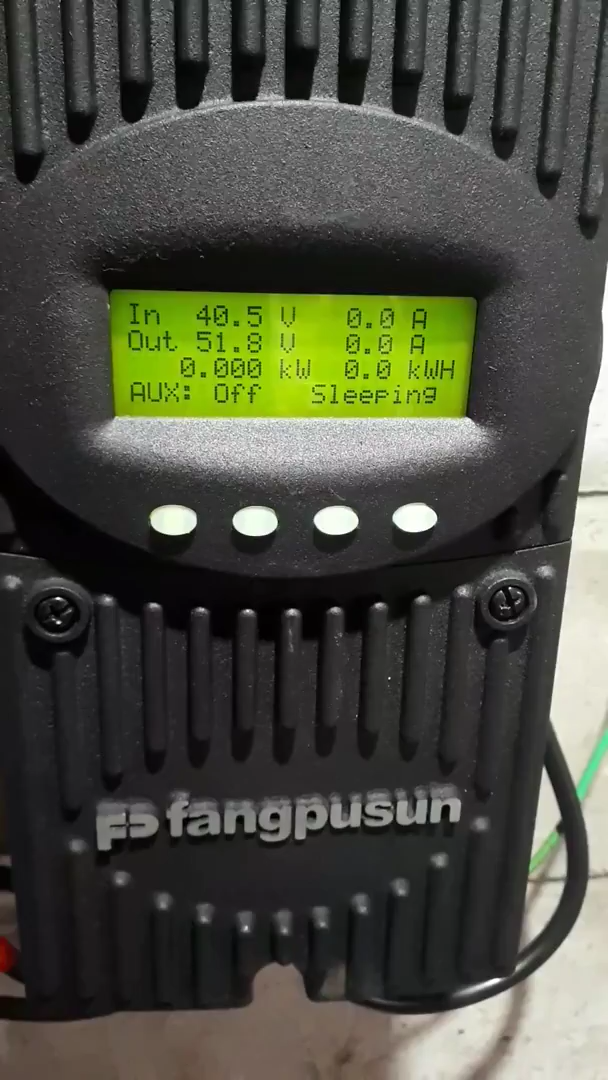 In 40.5 V 0.0 A
Out 51.8 V 0.0 A
0.000 kW 0.0 kWH
AUX: Off Sleeping
FP fangpusun